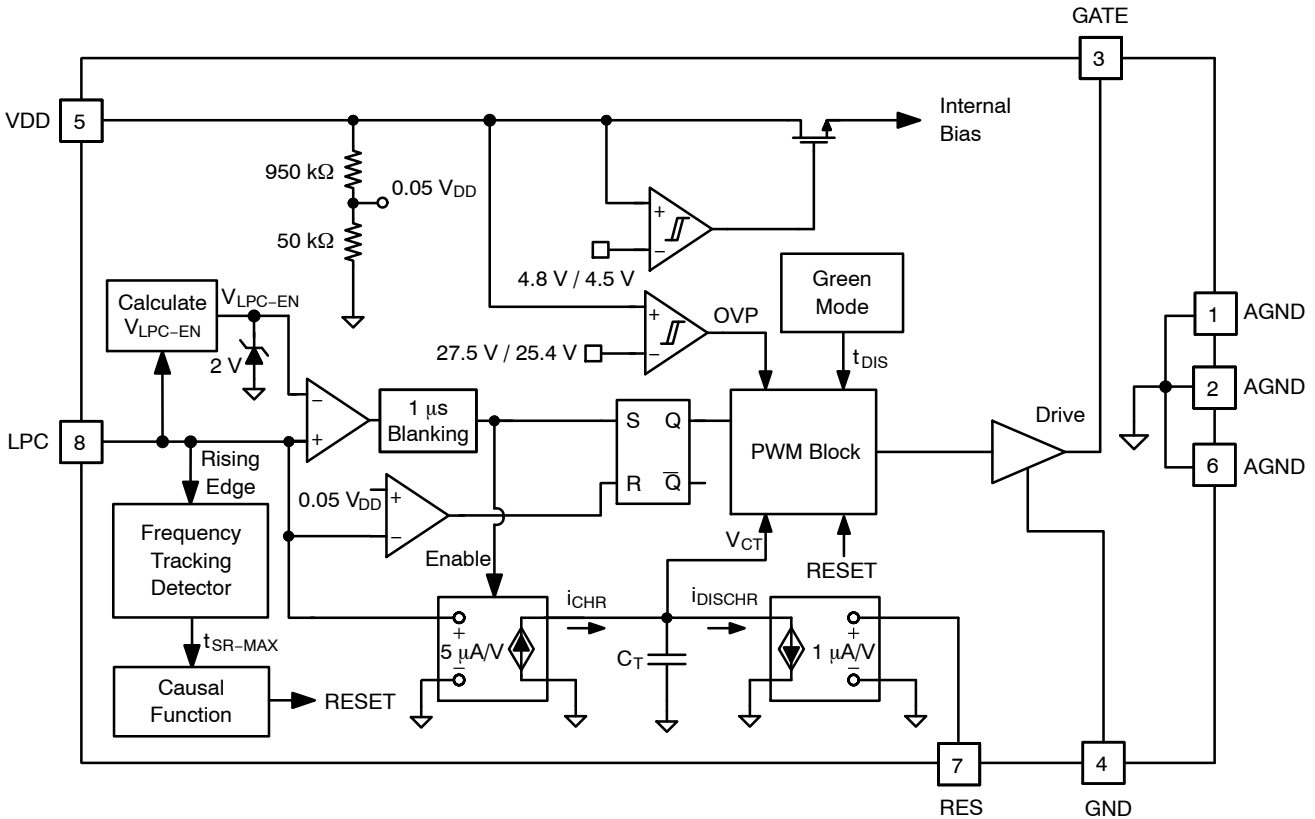 GATE
3
VDD
5
Internal
Bias
950 kΩ
0.05 VDD
50 kΩ
+
−
4.8 V / 4.5 V
Green
Mode
Calculate
VLPC−EN
VLPC−EN
2 V
+
−
OVP
27.5 V / 25.4 V
tDIS
1
AGND
2
AGND
6
AGND
LPC
8
−
+
1 μs
Blanking
S
Q
R
Q̅
PWM Block
Drive
Rising
Edge
0.05 VDD
+
−
Frequency
Tracking
Detector
Enable
VCT
RESET
iCHR
iDISCHR
+
5 μA/V
−
CT
+
1 μA/V
−
tSR−MAX
Causal
Function
RESET
7
RES
4
GND